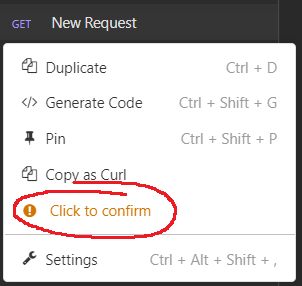 GET New Request
Duplicate Ctrl + D
Generate Code Ctrl + Shift + G
Pin Ctrl + Shift + P
Copy as Curl
Click to confirm
Settings Ctrl + Alt + Shift + ,